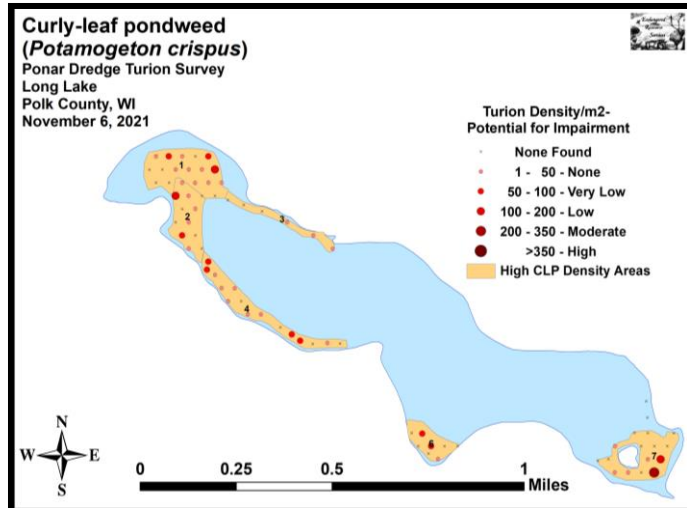 Curly-leaf pondweed
(Potamogeton crispus)
Ponar Dredge Turion Survey
Long Lake
Polk County, WI
November 6, 2021
Turion Density/m2-
Potential for Impairment
None Found
1 - 50 - None
50 - 100 - Very Low
100 - 200 - Low
200 - 350 - Moderate
>350 - High
High CLP Density Areas
1
2
3
4
7
N
W E
S
0 0.25 0.5 1
Miles